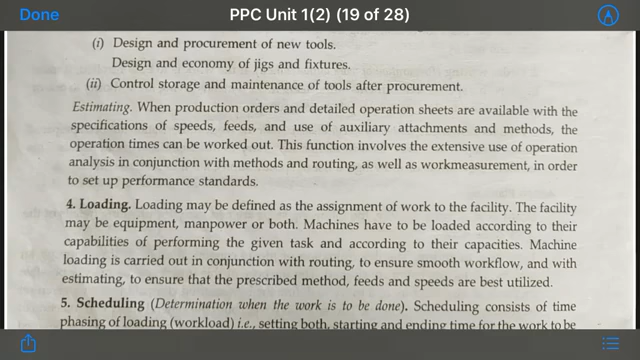 Done
PPC Unit 1(2) (19 of 28)
(i) Design and procurement of new tools.
Design and economy of jigs and fixtures.
(ii) Control storage and maintenance of tools after procurement.
Estimating. When production orders and detailed operation sheets are available with the
specifications of speeds, feeds, and use of auxiliary attachments and methods, the
operation times can be worked out. This function involves the extensive use of operation
analysis in conjunction with methods and routing, as well as workmeasurement, in order
to set up performance standards.
4. Loading. Loading may be defined as the assignment of work to the facility. The facility
may be equipment, manpower or both. Machines have to be loaded according to their
capabilities of performing the given task and according to their capacities. Machine
loading is carried out in conjunction with routing, to ensure smooth workflow, and with
estimating, to ensure that the prescribed method, feeds and speeds are best utilized.
5. Scheduling (Determination when the work is to be done). Scheduling consists of time
phasing of loading (workload) i.e., setting both, starting and ending time for the work to be